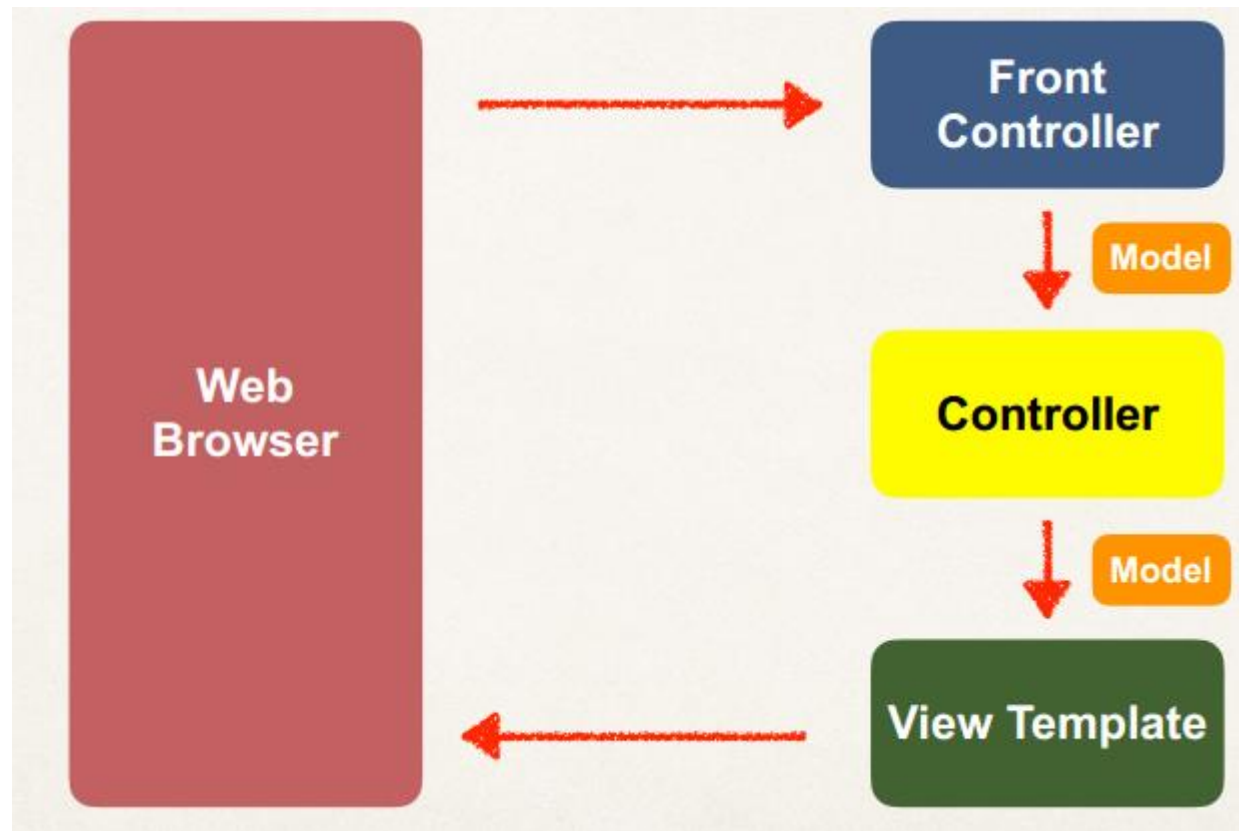 Web
Browser
Front
Controller
Model
Controller
Model
View Template